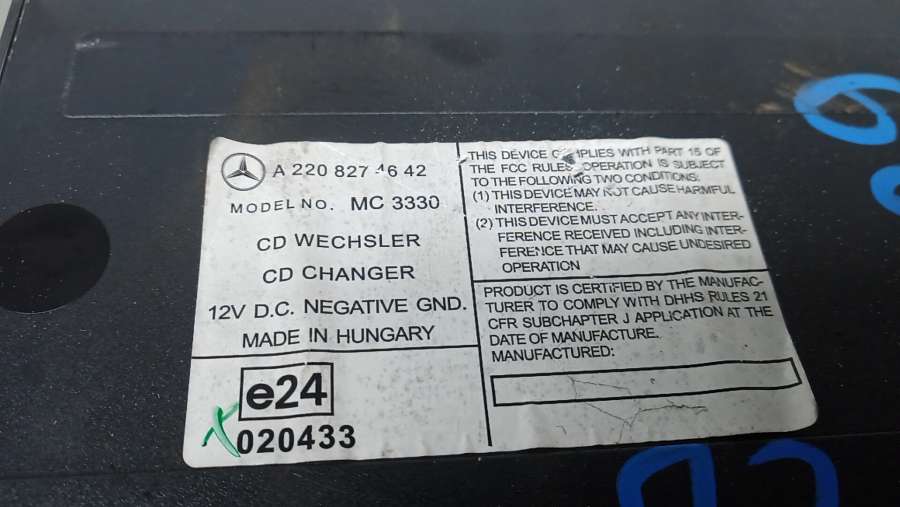 A 220 827 4642
MODEL NO. MC 3330
CD WECHSLER
CD CHANGER
12V D.C. NEGATIVE GND.
MADE IN HUNGARY
e24
020433
THIS DEVICE COMPLIES WITH PART 15 OF
THE FCC RULES. OPERATION IS SUBJECT
TO THE FOLLOWING TWO CONDITIONS:
(1) THIS DEVICE MAY NOT CAUSE HARMFUL
INTERFERENCE.
(2) THIS DEVICE MUST ACCEPT ANY INTER-
FERENCE RECEIVED INCLUDING INTER-
FERENCE THAT MAY CAUSE UNDESIRED
OPERATION
PRODUCT IS CERTIFIED BY THE MANUFAC-
TURER TO COMPLY WITH DHHS RULES 21
CFR SUBCHAPTER J APPLICATION AT THE
DATE OF MANUFACTURE.
MANUFACTURED:
CD